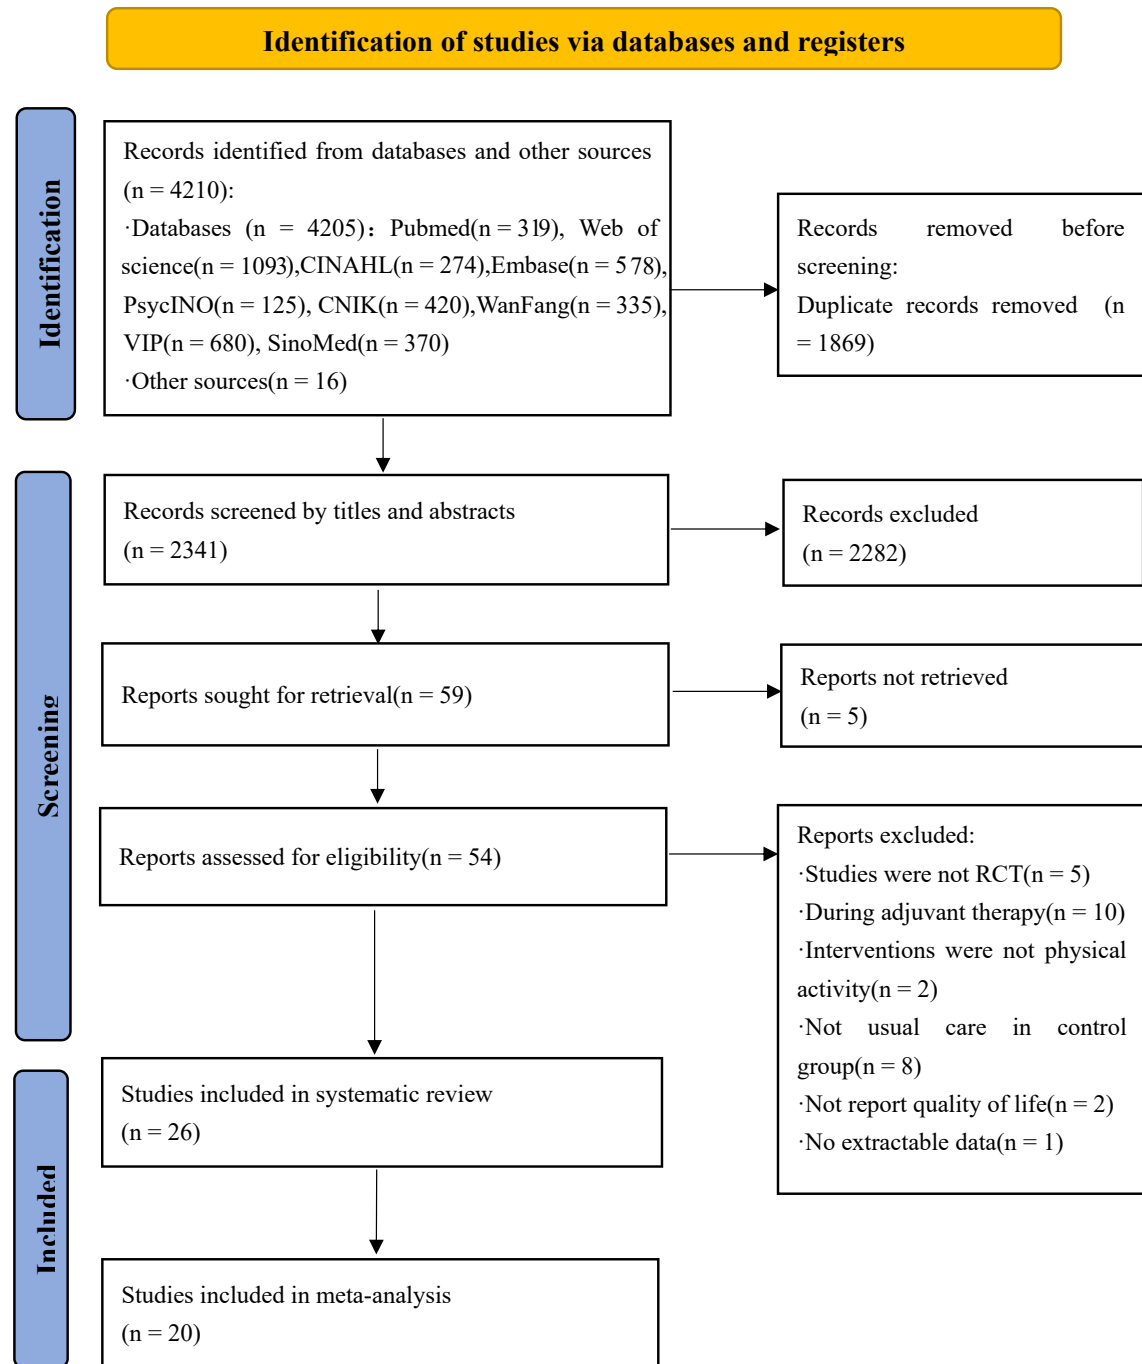 Identification of studies via databases and registers
Identification
Records identified from databases and other sources
(n = 4210):
·Databases (n = 4205): Pubmed(n = 319), Web of
science(n = 1093),CINAHL(n = 274),Embase(n = 578),
PsycINO(n = 125), CNIK(n = 420),WanFang(n = 335),
VIP(n = 680), SinoMed(n = 370)
·Other sources(n = 16)
Records removed before
screening:
Duplicate records removed (n
= 1869)
Screening
Records screened by titles and abstracts
(n = 2341)
Records excluded
(n = 2282)
Reports sought for retrieval(n = 59)
Reports not retrieved
(n = 5)
Reports assessed for eligibility(n = 54)
Reports excluded:
·Studies were not RCT(n = 5)
·During adjuvant therapy(n = 10)
·Interventions were not physical
activity(n = 2)
·Not usual care in control
group(n = 8)
·Not report quality of life(n = 2)
·No extractable data(n = 1)
Included
Studies included in systematic review
(n = 26)
Studies included in meta-analysis
(n = 20)